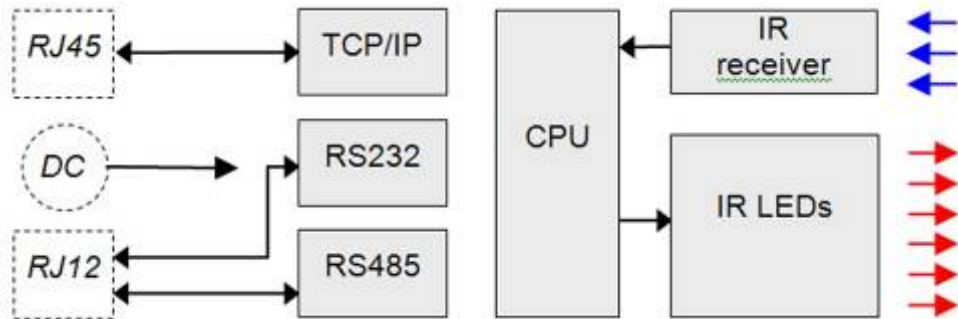 RJ45
TCP/IP
DC
RS232
RJ12
RS485
CPU
IR
receiver
IR LEDs